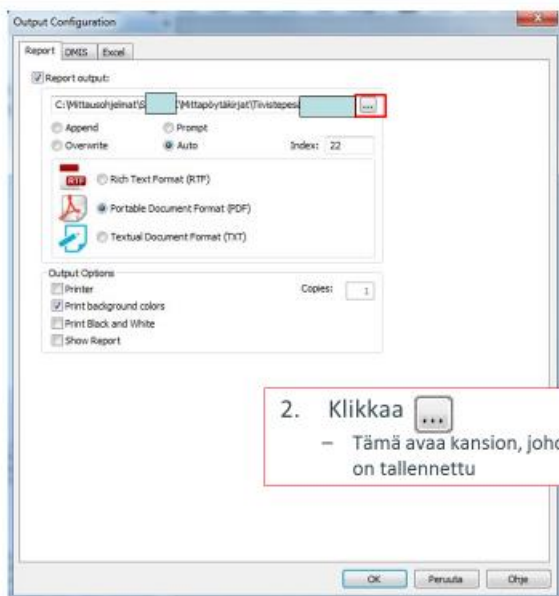 Output Configuration
Report DMIS Excel
Report output:
C:\Mittausohjelmat\S \Mittapöytäkirjat\Tiivistepesä ...
Append Prompt
Overwrite Auto Index: 22
RTF Rich Text Format (RTF)
Portable Document Format (PDF)
Textual Document Format (TXT)
Output Options
Printer Copies: 1
Print background colors
Print Black and White
Show Report
2. Klikkaa ...
– Tämä avaa kansion, joho
on tallennettu
OK Peruuta Ohje